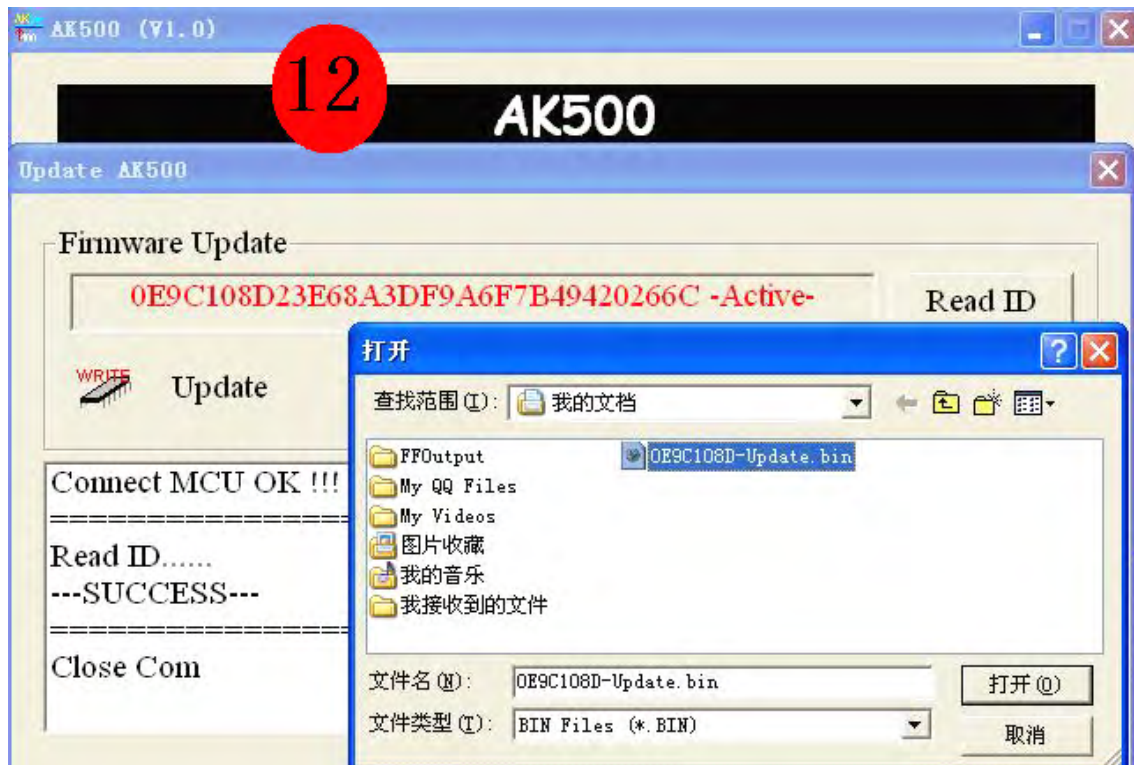 AK500 (V1.0)
12
AK500
Update AK500
Firmware Update
0E9C108D23E68A3DF9A6F7B49420266C -Active-
Read ID
WRITE
Update
打开
查找范围(I):
我的文档
FFOutput
0E9C108D-Update.bin
My QQ Files
My Videos
图片收藏
我的音乐
我接收到的文件
Connect MCU OK !!!
==================
Read ID......
---SUCCESS---
==================
Close Com
文件名(N):
0E9C108D-Update.bin
打开(O)
文件类型(T):
BIN Files (*.BIN)
取消